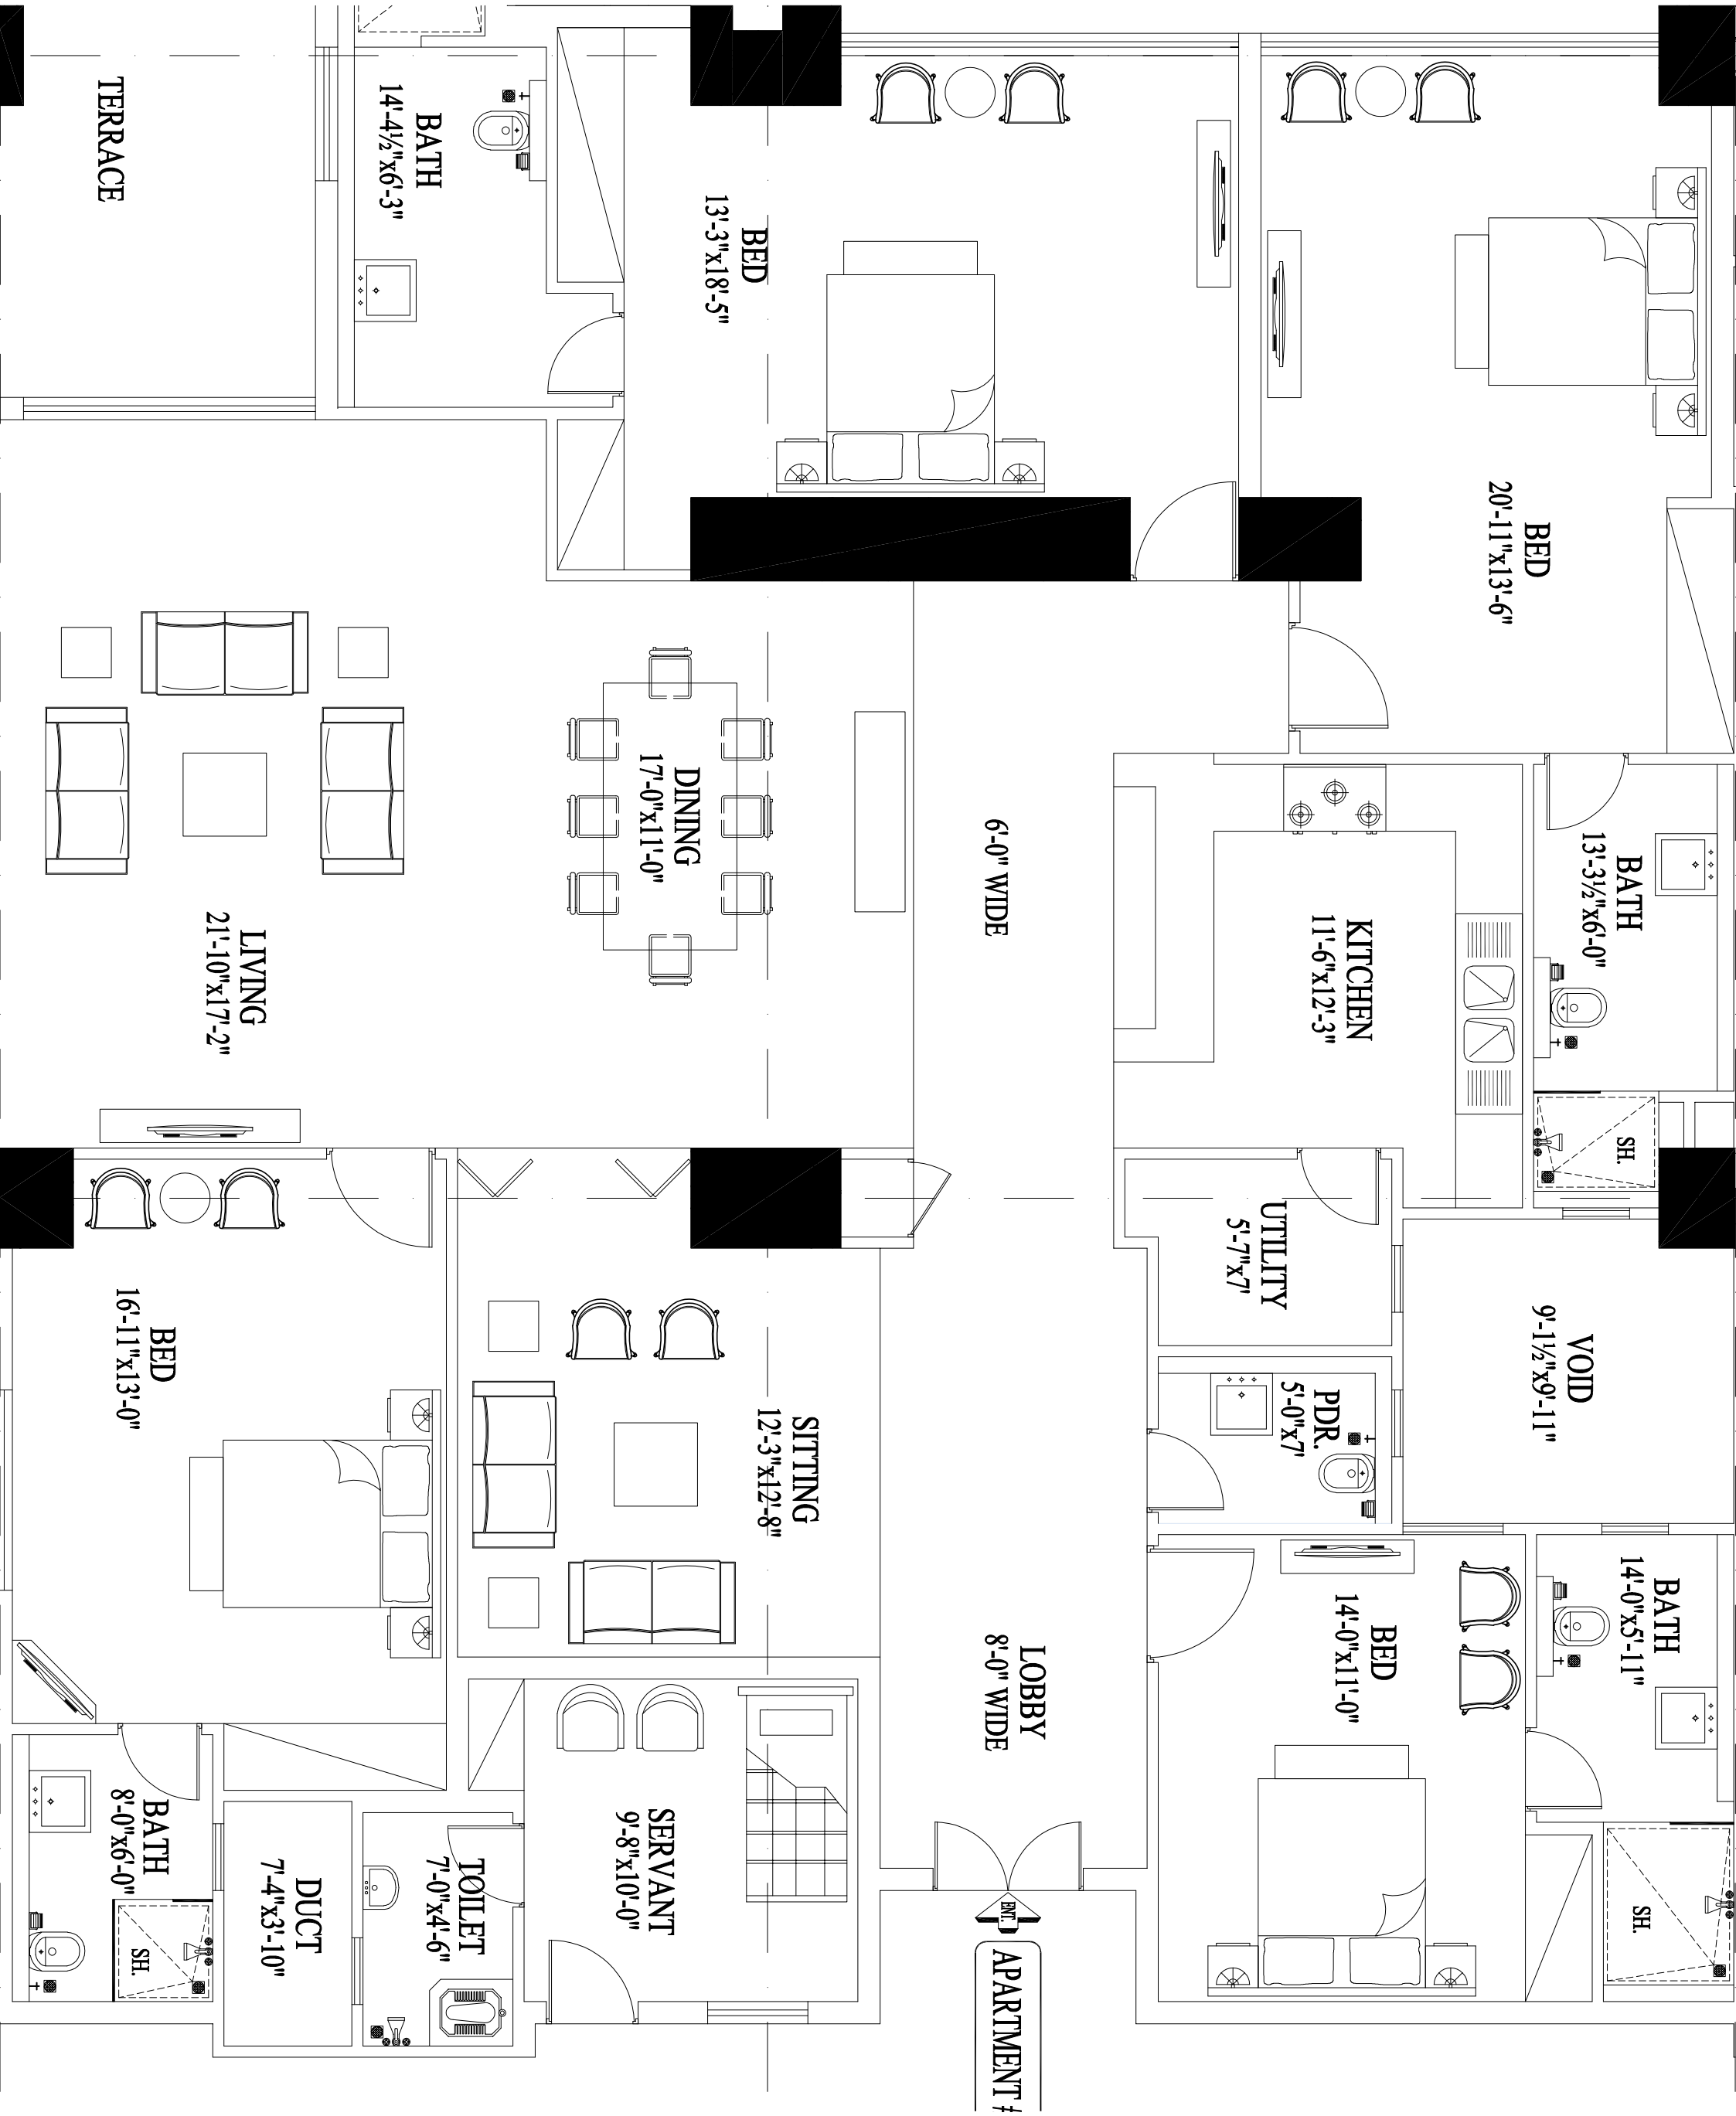 TERRACE
BATH
14'-4½"x6'-3"
BED
13'-3"x18'-5"
BED
20'-11"x13'-6"
DINING
17'-0"x11'-0"
6'-0" WIDE
KITCHEN
11'-6"x12'-3"
BATH
13'-3½"x6'-0"
LIVING
21'-10"x17'-2"
SH.
UTILITY
5'-7"x7'
VOID
9'-1½"x9'-11"
BED
16'-11"x13'-0"
SITTING
12'-3"x12'-8"
PDR.
5'-0"x7'
BED
14'-0"x11'-0"
BATH
14'-0"x5'-11"
LOBBY
8'-0" WIDE
BATH
8'-0"x6'-0"
SH.
DUCT
7'-4"x3'-10"
TOILET
7'-0"x4'-6"
SERVANT
9'-8"x10'-0"
ENT.
SH.
APARTMENT #